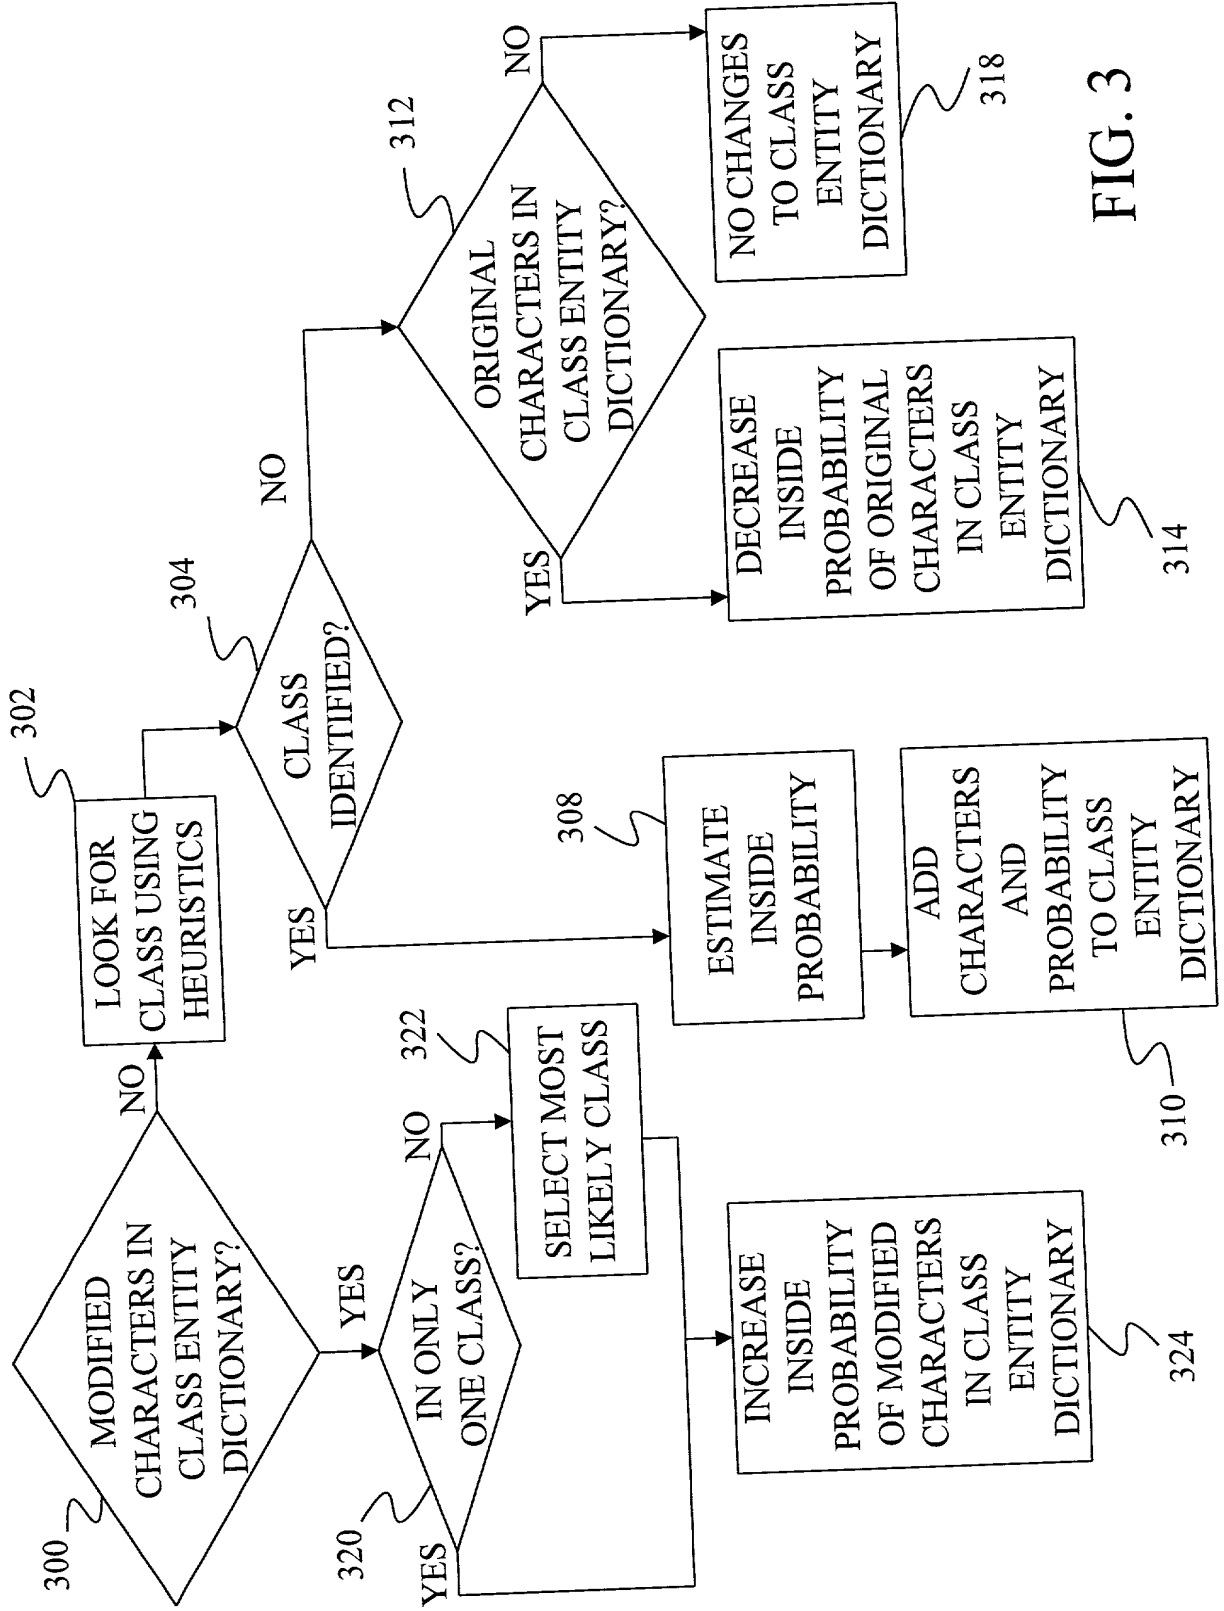 300
MODIFIED
CHARACTERS IN
CLASS ENTITY
DICTIONARY?
NO
YES
302
LOOK FOR
CLASS USING
HEURISTICS
304
CLASS
IDENTIFIED?
YES
NO
312
ORIGINAL
CHARACTERS IN
CLASS ENTITY
DICTIONARY?
YES
NO
320
IN ONLY
ONE CLASS?
YES
NO
322
SELECT MOST
LIKELY CLASS
308
ESTIMATE
INSIDE
PROBABILITY
INCREASE
INSIDE
PROBABILITY
OF MODIFIED
CHARACTERS
IN CLASS
ENTITY
DICTIONARY
324
ADD
CHARACTERS
AND
PROBABILITY
TO CLASS
ENTITY
DICTIONARY
310
DECREASE
INSIDE
PROBABILITY
OF ORIGINAL
CHARACTERS
IN CLASS
ENTITY
DICTIONARY
314
NO CHANGES
TO CLASS
ENTITY
DICTIONARY
318
FIG. 3